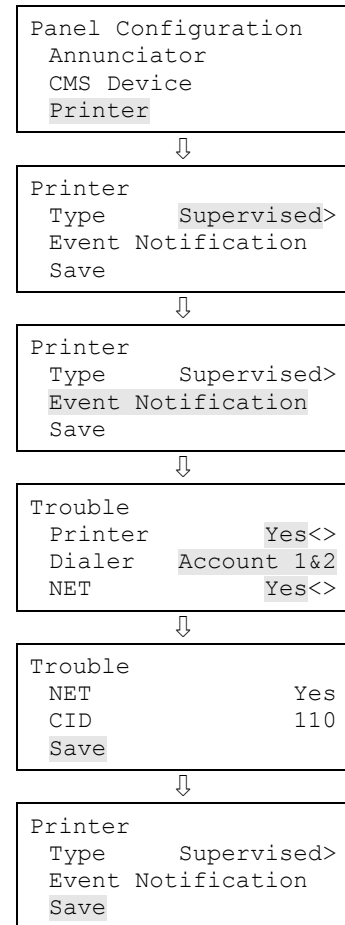 Panel Configuration
Annunciator
CMS Device
Printer
⇩
Printer
Type Supervised>
Event Notification
Save
⇩
Printer
Type Supervised>
Event Notification
Save
⇩
Trouble
Printer Yes<>
Dialer Account 1&2
NET Yes<>
⇩
Trouble
NET Yes
CID 110
Save
⇩
Printer
Type Supervised>
Event Notification
Save